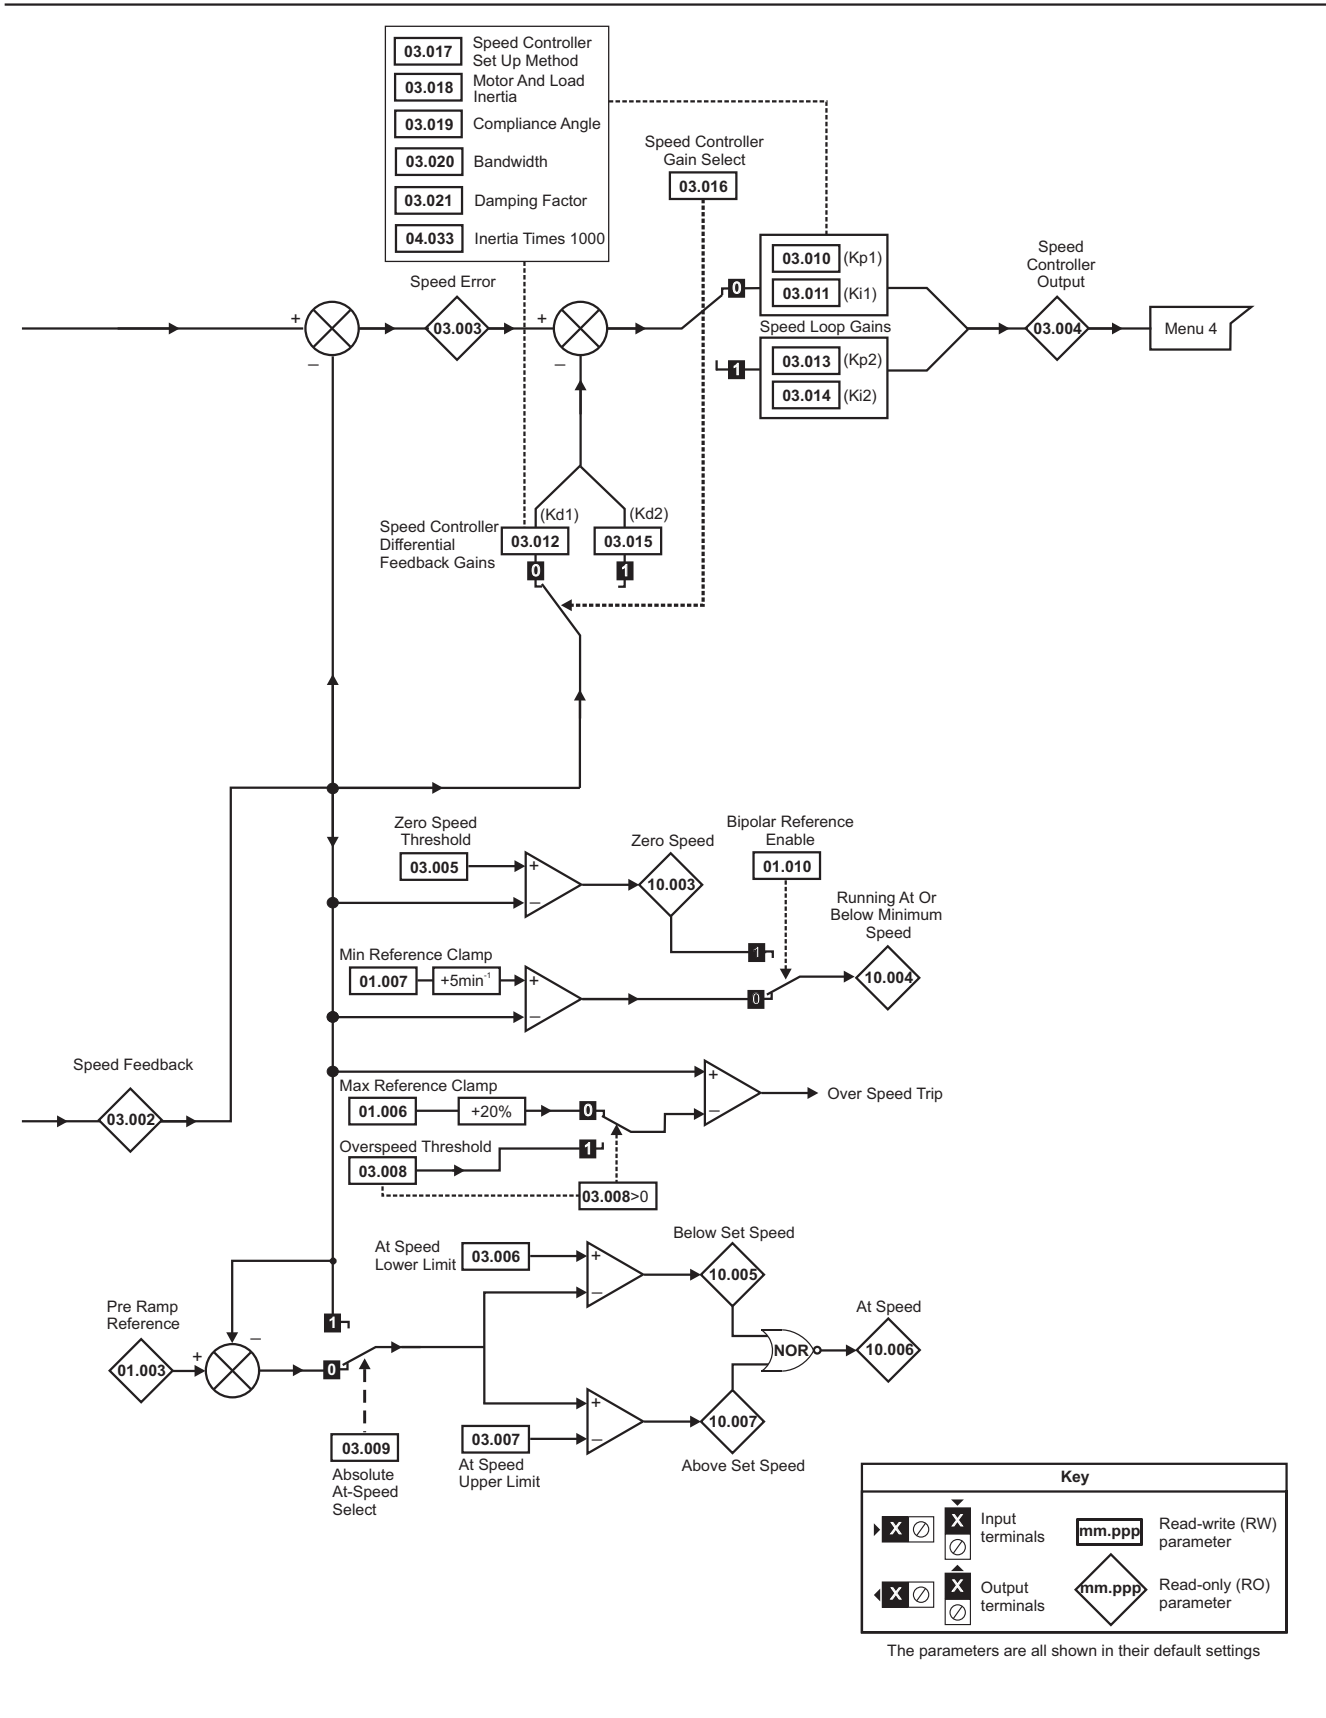 03.017 Speed Controller
Set Up Method
03.018 Motor And Load
Inertia
03.019 Compliance Angle
03.020 Bandwidth
03.021 Damping Factor
04.033 Inertia Times 1000
Speed Controller
Gain Select
03.016
Speed Error
+
03.003
+
–
–
0
03.010 (Kp1)
03.011 (Ki1)
Speed Loop Gains
1
03.013 (Kp2)
03.014 (Ki2)
Speed
Controller
Output
03.004
Menu 4
Speed Controller
Differential
Feedback Gains
(Kd1)
03.012
0
(Kd2)
03.015
1
Zero Speed
Threshold
03.005
+
–
Zero Speed
10.003
Bipolar Reference
Enable
01.010
1
Running At Or
Below Minimum
Speed
10.004
Min Reference Clamp
01.007
+5min-1
+
–
0
Speed Feedback
03.002
Max Reference Clamp
01.006
+20%
0
+
–
Over Speed Trip
Overspeed Threshold
03.008
1
03.008>0
At Speed
Lower Limit
03.006
+
–
Below Set Speed
10.005
Pre Ramp
Reference
01.003
+
–
1
0
03.009
Absolute
At-Speed
Select
+
–
03.007
At Speed
Upper Limit
NOR
10.007
Above Set Speed
At Speed
10.006
Key
X
X
Input
terminals
mm.ppp
Read-write (RW)
parameter
X
X
Output
terminals
mm.ppp
Read-only (RO)
parameter
The parameters are all shown in their default settings